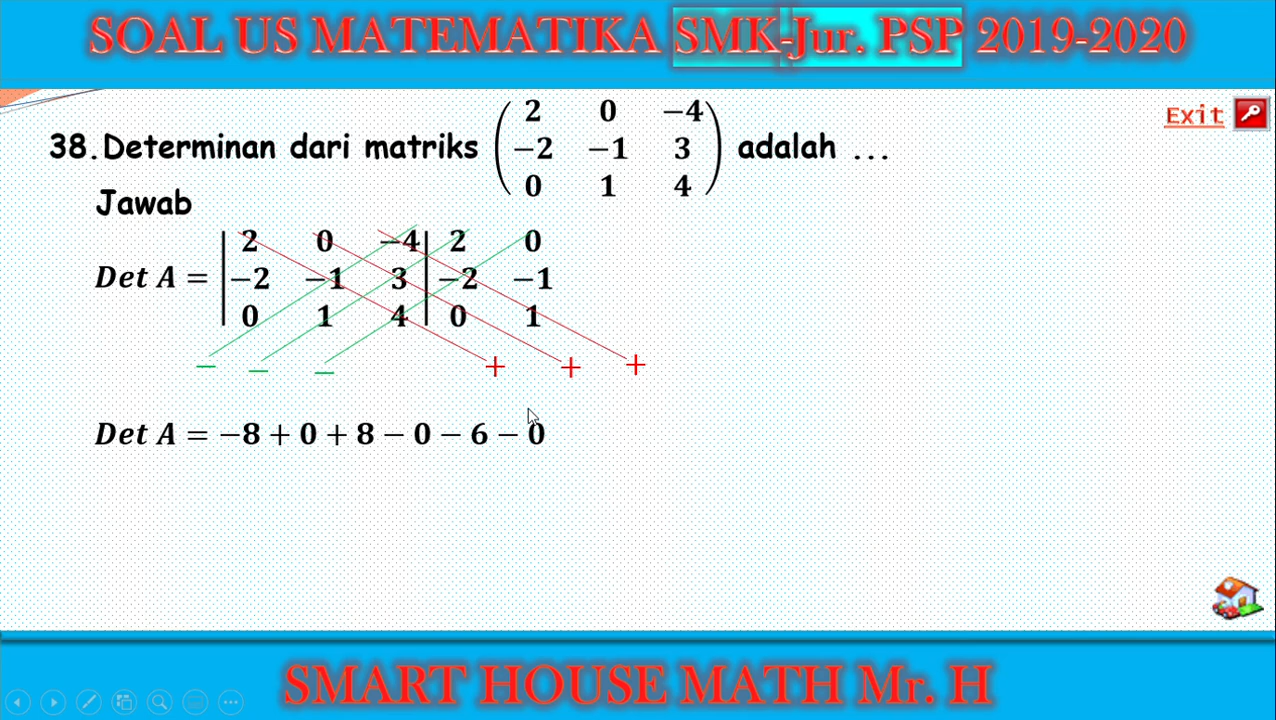 SOAL US MATEMATIKA SMK-Jur. PSP 2019-2020
Exit
2 0 −4
38. Determinan dari matriks −2 −1 3 adalah ...
0 1 4
Jawab
2 0 −4 2 0
Det A = −2 −1 3 −2 −1
0 1 4 0 1
− − − + + +
Det A = −8 + 0 + 8 − 0 − 6 − 0
SMART HOUSE MATH Mr. H